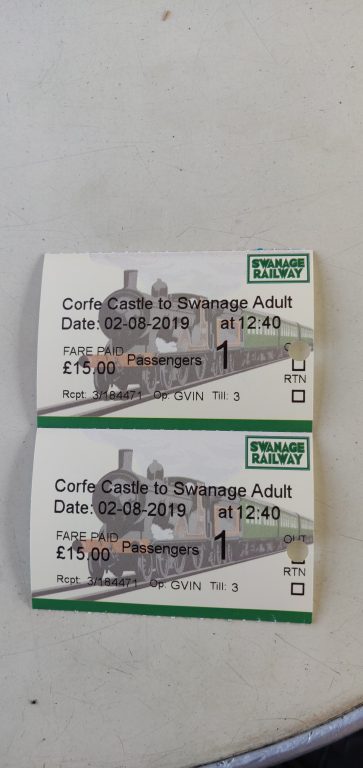 SWANAGE
RAILWAY
Corfe Castle to Swanage Adult
Date: 02-08-2019 at 12:40
FARE PAID
£15.00 Passengers 1
RTN
Rcpt: 3/184471 Op: GVIN Till: 3
SWANAGE
RAILWAY
Corfe Castle to Swanage Adult
Date: 02-08-2019 at 12:40
FARE PAID OUT
£15.00 Passengers 1
RTN
Rcpt: 3/184471 Op: GVIN Till: 3